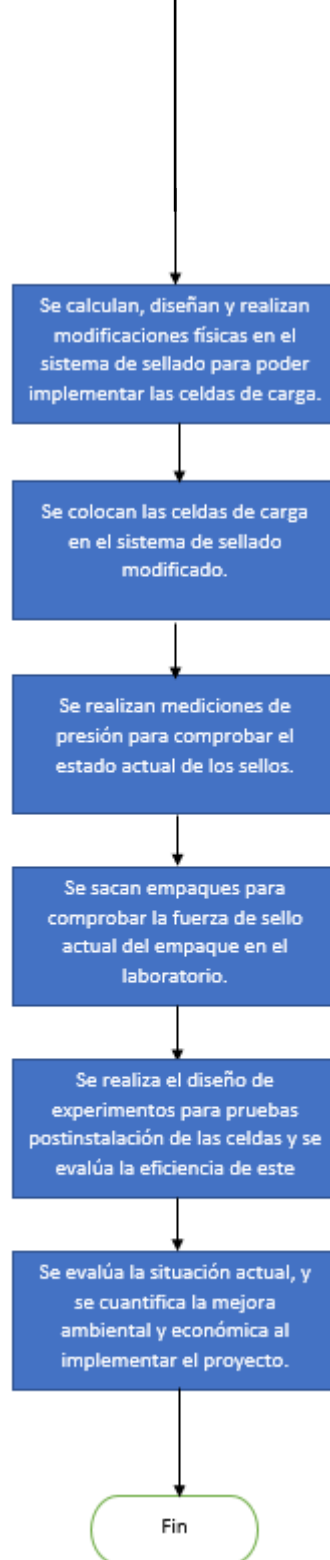 Se calculan, diseñan y realizan
modificaciones físicas en el
sistema de sellado para poder
implementar las celdas de carga.
Se colocan las celdas de carga
en el sistema de sellado
modificado.
Se realizan mediciones de
presión para comprobar el
estado actual de los sellos.
Se sacan empaques para
comprobar la fuerza de sello
actual del empaque en el
laboratorio.
Se realiza el diseño de
experimentos para pruebas
postinstalación de las celdas y se
evalúa la eficiencia de este
Se evalúa la situación actual, y
se cuantifica la mejora
ambiental y económica al
implementar el proyecto.
Fin